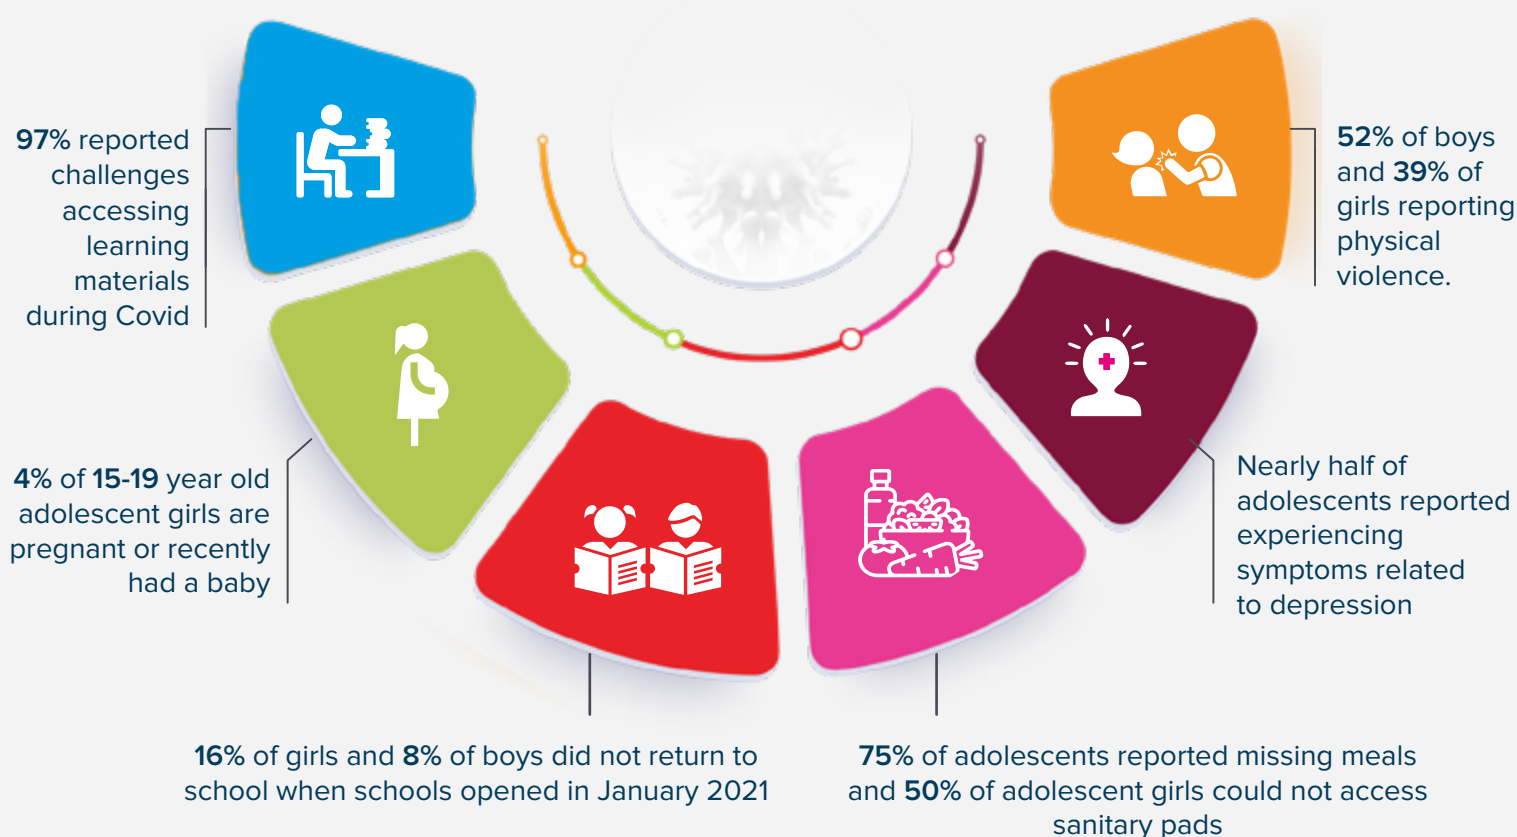 97% reported
challenges
accessing
learning
materials
during Covid
4% of 15-19 year old
adolescent girls are
pregnant or recently
had a baby
16% of girls and 8% of boys did not return to
school when schools opened in January 2021
75% of adolescents reported missing meals
and 50% of adolescent girls could not access
sanitary pads
Nearly half of
adolescents reported
experiencing
symptoms related
to depression
52% of boys
and 39% of
girls reporting
physical
violence.